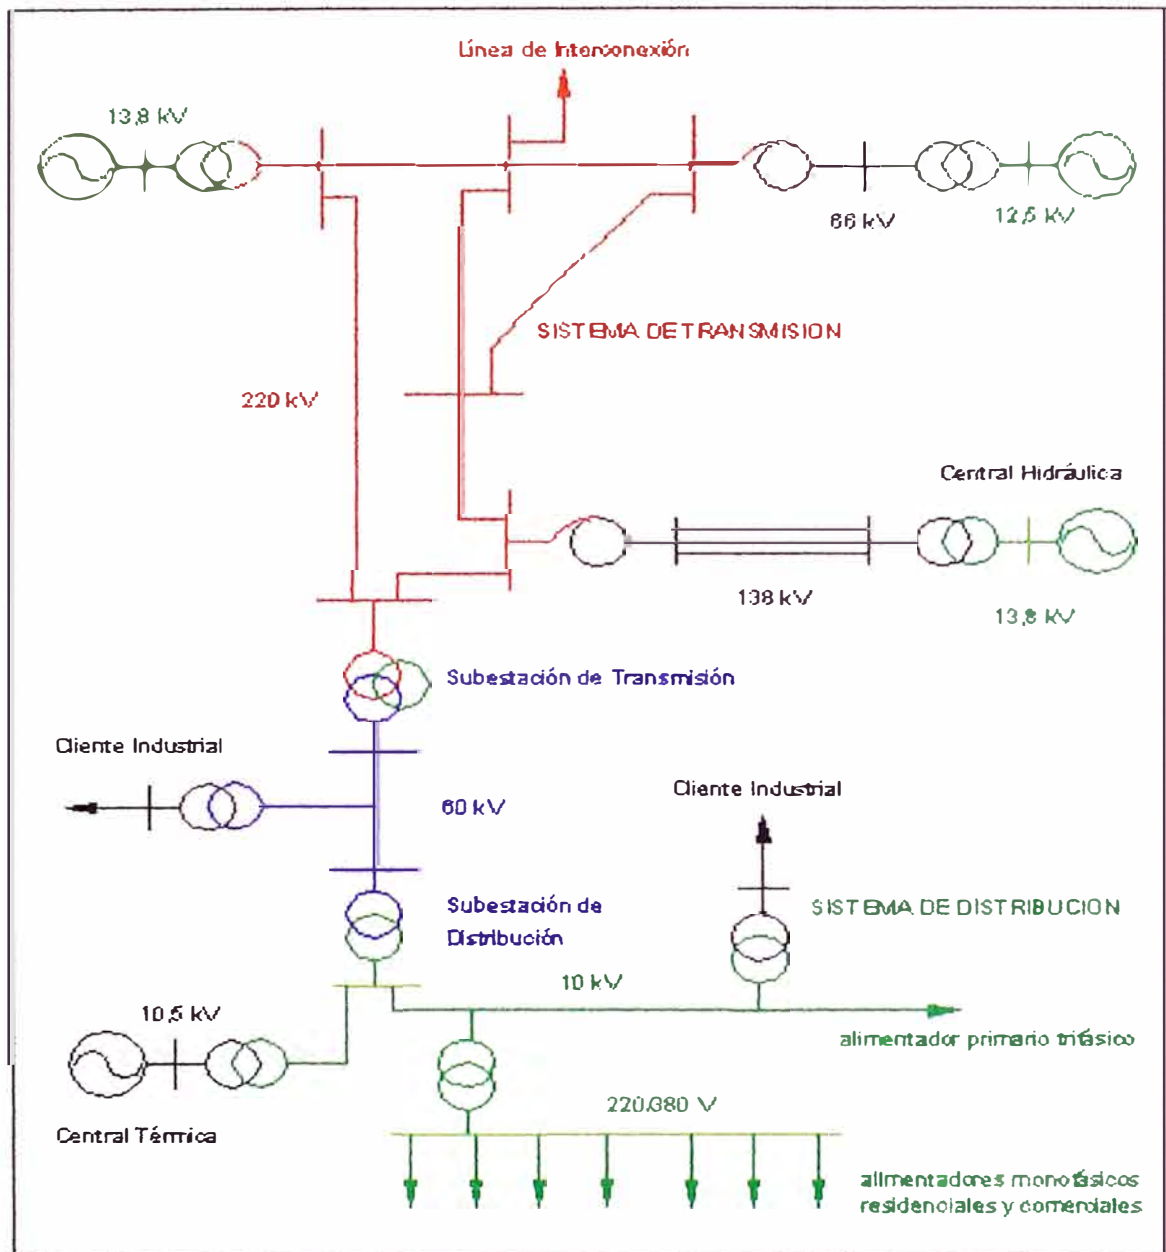 Línea de Interconexión
13,8 kV
66 kV
12,5 kV
SISTEMA DE TRANSMISION
220 kV
Central Hidráulica
138 kV
13,8 kV
Subestación de Transmisión
Cliente Industrial
60 kV
Cliente Industrial
Subestación de
Distribución
SISTEMA DE DISTRIBUCION
10 kV
10,5 kV
alimentador primario trifásico
220/380 V
Central Térmica
alimentadores monofásicos
residenciales y comerciales